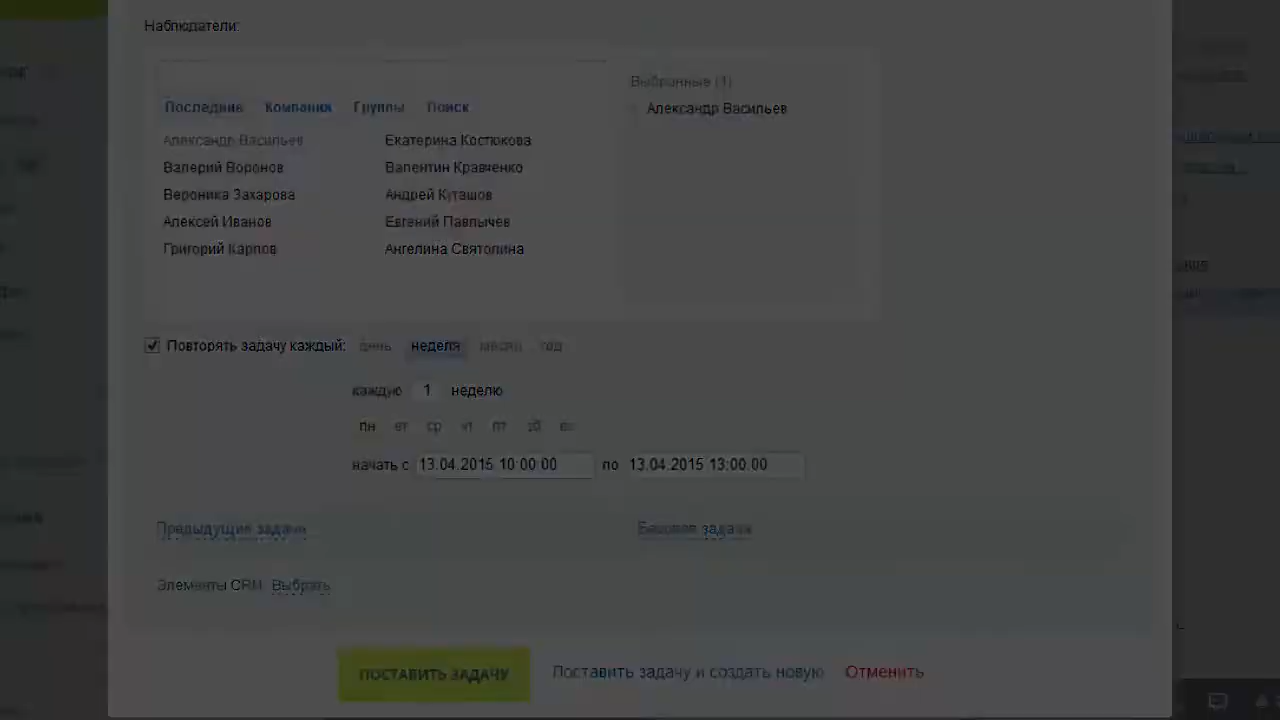 Наблюдатели:
Выбранные (1)
Александр Васильев
Последние Компания Группы Поиск
Александр Васильев Екатерина Костюкова
Валерий Воронов Валентин Кравченко
Вероника Захарова Андрей Куташов
Алексей Иванов Евгений Павлычев
Григорий Карпов Ангелина Святолина
Повторять задачу каждый: день неделя месяц год
каждую 1 неделю
пн вт ср чт пт сб вс
начать с 13.04.2015 10:00:00 по 13.04.2015 13:00:00
Предыдущие задачи Базовая задача
Элементы CRM Выбрать
ПОСТАВИТЬ ЗАДАЧУ Поставить задачу и создать новую Отменить